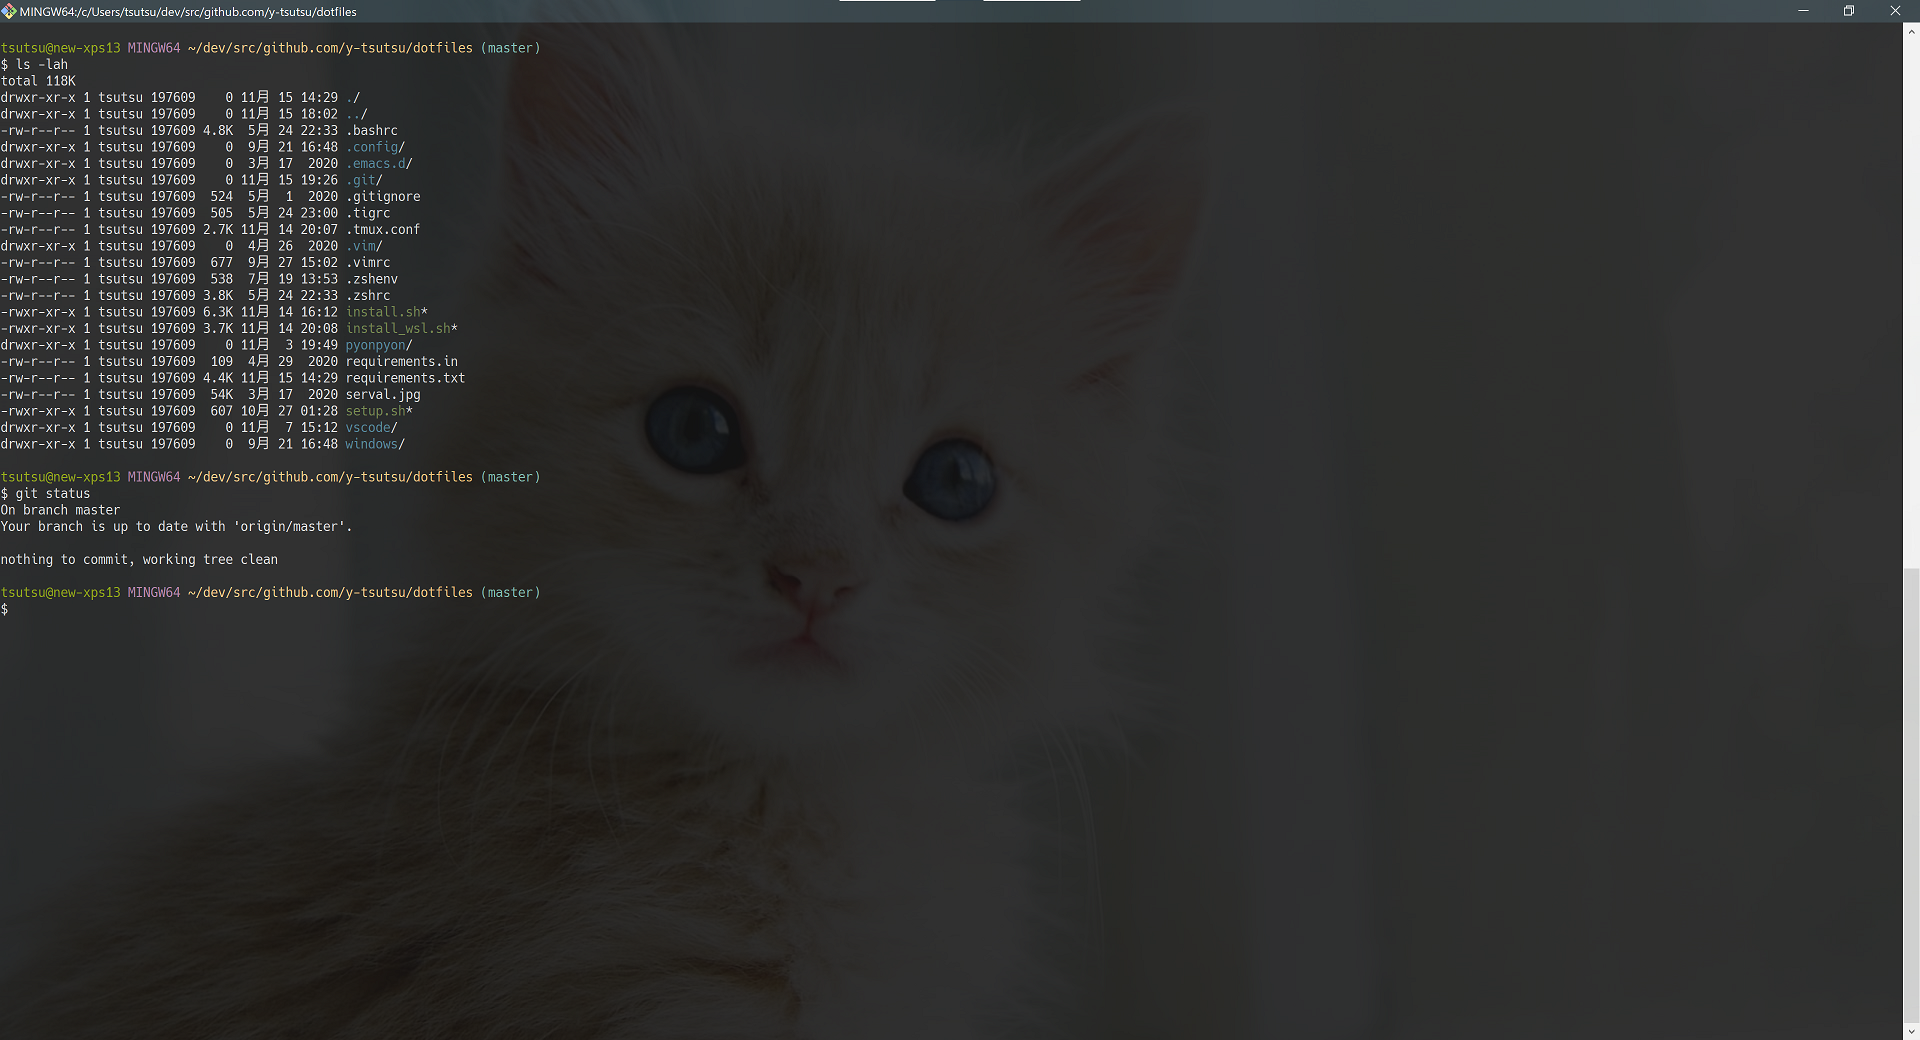 MINGW64:/c/Users/tsutsu/dev/src/github.com/y-tsutsu/dotfiles
tsutsu@new-xps13 MINGW64 ~/dev/src/github.com/y-tsutsu/dotfiles (master)
$ ls -lah
total 118K
drwxr-xr-x 1 tsutsu 197609    0 11月 15 14:29 ./
drwxr-xr-x 1 tsutsu 197609    0 11月 15 18:02 ../
-rw-r--r-- 1 tsutsu 197609 4.8K  5月 24 22:33 .bashrc
drwxr-xr-x 1 tsutsu 197609    0  9月 21 16:48 .config/
drwxr-xr-x 1 tsutsu 197609    0  3月 17  2020 .emacs.d/
drwxr-xr-x 1 tsutsu 197609    0 11月 15 19:26 .git/
-rw-r--r-- 1 tsutsu 197609  524  5月  1  2020 .gitignore
-rw-r--r-- 1 tsutsu 197609  505  5月 24 23:00 .tigrc
-rw-r--r-- 1 tsutsu 197609 2.7K 11月 14 20:07 .tmux.conf
drwxr-xr-x 1 tsutsu 197609    0  4月 26  2020 .vim/
-rw-r--r-- 1 tsutsu 197609  677  9月 27 15:02 .vimrc
-rw-r--r-- 1 tsutsu 197609  538  7月 19 13:53 .zshenv
-rw-r--r-- 1 tsutsu 197609 3.8K  5月 24 22:33 .zshrc
-rwxr-xr-x 1 tsutsu 197609 6.3K 11月 14 16:12 install.sh*
-rwxr-xr-x 1 tsutsu 197609 3.7K 11月 14 20:08 install_wsl.sh*
drwxr-xr-x 1 tsutsu 197609    0 11月  3 19:49 pyonpyon/
-rw-r--r-- 1 tsutsu 197609  109  4月 29  2020 requirements.in
-rw-r--r-- 1 tsutsu 197609 4.4K 11月 15 14:29 requirements.txt
-rw-r--r-- 1 tsutsu 197609  54K  3月 17  2020 serval.jpg
-rwxr-xr-x 1 tsutsu 197609  607 10月 27 01:28 setup.sh*
drwxr-xr-x 1 tsutsu 197609    0 11月  7 15:12 vscode/
drwxr-xr-x 1 tsutsu 197609    0  9月 21 16:48 windows/
tsutsu@new-xps13 MINGW64 ~/dev/src/github.com/y-tsutsu/dotfiles (master)
$ git status
On branch master
Your branch is up to date with 'origin/master'.
nothing to commit, working tree clean
tsutsu@new-xps13 MINGW64 ~/dev/src/github.com/y-tsutsu/dotfiles (master)
$